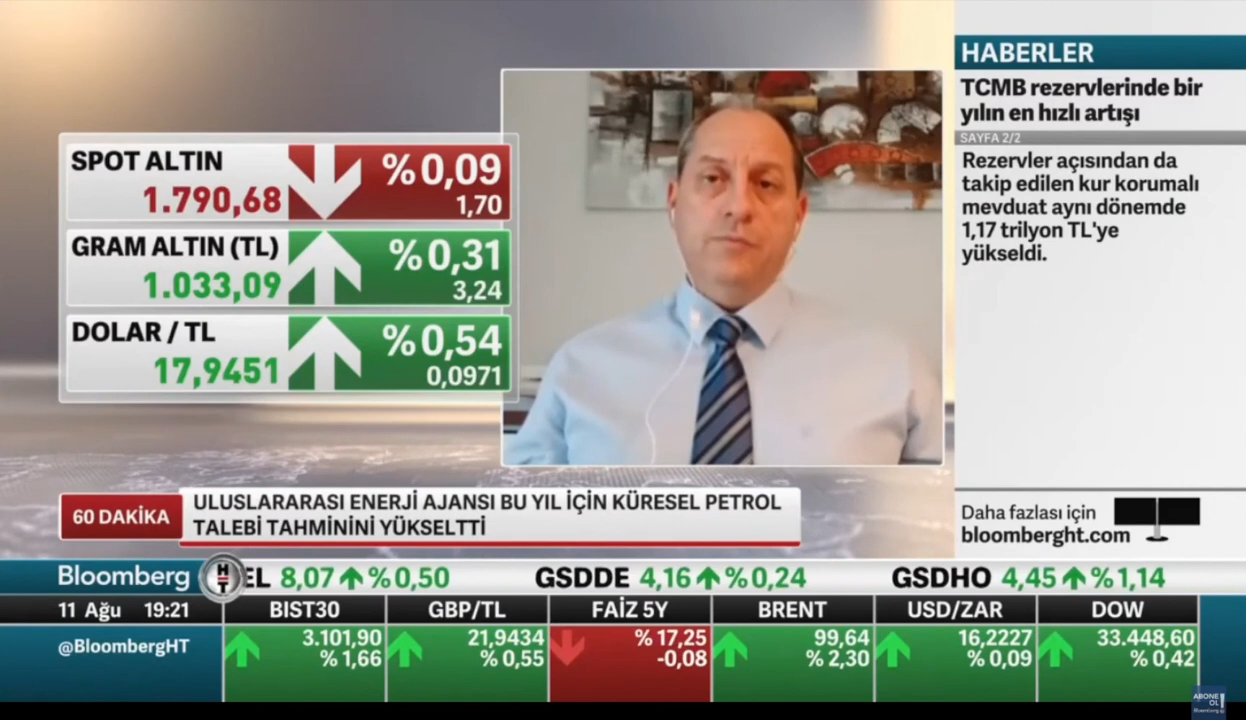 SPOT ALTIN
1.790,68
%0,09
1,70
GRAM ALTIN (TL)
1.033,09
%0,31
3,24
DOLAR / TL
17,9451
%0,54
0,0971
HABERLER
TCMB rezervlerinde bir
yılın en hızlı artışı
SAYFA 2/2
Rezervler açısından da
takip edilen kur korumalı
mevduat aynı dönemde
1,17 trilyon TL'ye
yükseldi.
Daha fazlası için
bloomberght.com
60 DAKİKA
ULUSLARARASI ENERJİ AJANSI BU YIL İÇİN KÜRESEL PETROL
TALEBİ TAHMİNİNİ YÜKSELTTİ
Bloomberg HT
EL 8,07 %0,50 GSDDE 4,16 %0,24 GSDHO 4,45 %1,14
11 Ağu 19:21 BIST30 GBP/TL FAİZ 5Y BRENT USD/ZAR DOW
@BloombergHT 3.101,90 21,9434 %17,25 99,64 16,2227 33.448,60
%1,66 %0,55 -0,08 %2,30 %0,09 %0,42
ABONE
OL!
Bloomberg